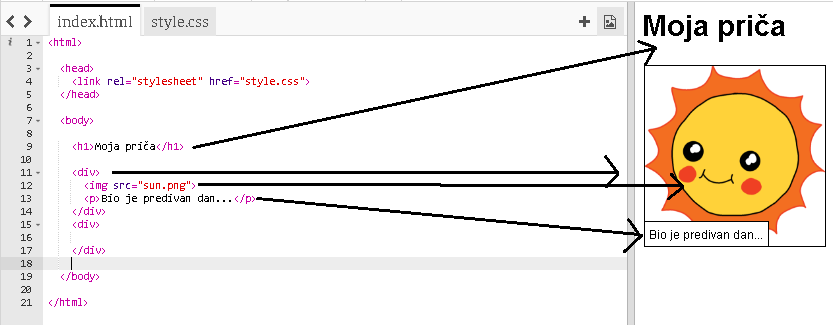 index.html style.css
1 <html>
2
3 <head>
4 <link rel="stylesheet" href="style.css">
5 </head>
6
7 <body>
8
9 <h1>Moja priča</h1>
10
11 <div>
12 <img src="sun.png">
13 <p>Bio je predivan dan...</p>
14 </div>
15 <div>
16
17 </div>
18
19 </body>
20
21 </html>
Moja priča
Bio je predivan dan...